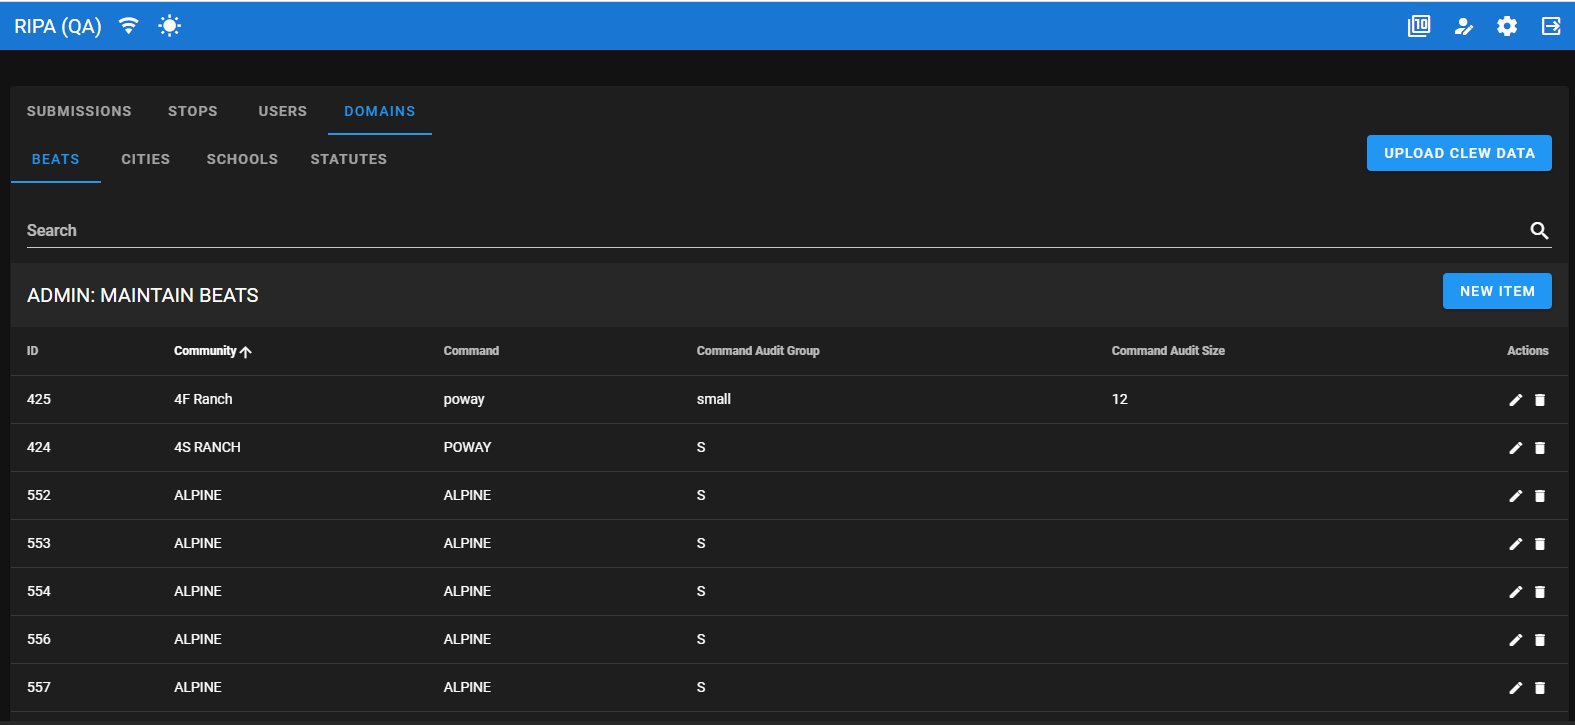 RIPA (QA)
10
SUBMISSIONS STOPS USERS DOMAINS
BEATS CITIES SCHOOLS STATUTES
UPLOAD CLEW DATA
Search
ADMIN: MAINTAIN BEATS
NEW ITEM
ID Community Command Command Audit Group Command Audit Size Actions
425 4F Ranch poway small 12
424 4S RANCH POWAY S
552 ALPINE ALPINE S
553 ALPINE ALPINE S
554 ALPINE ALPINE S
556 ALPINE ALPINE S
557 ALPINE ALPINE S